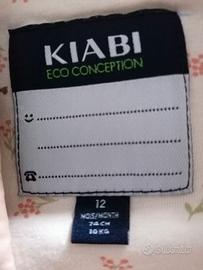 KIABI
ECO CONCEPTION
12
MOIS/MONTH
74 CM
10 KG